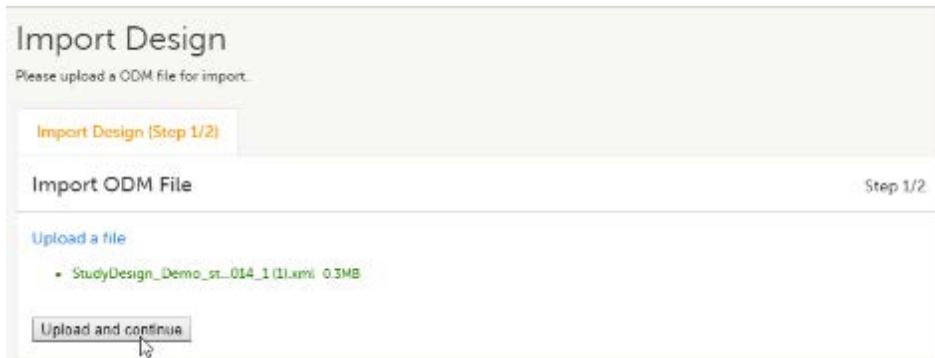 Import Design
Please upload a ODM file for import.
Import Design (Step 1/2)
Import ODM File
Step 1/2
Upload a file
StudyDesign_Demo_st...014_1 (1).xml 0.3MB
Upload and continue